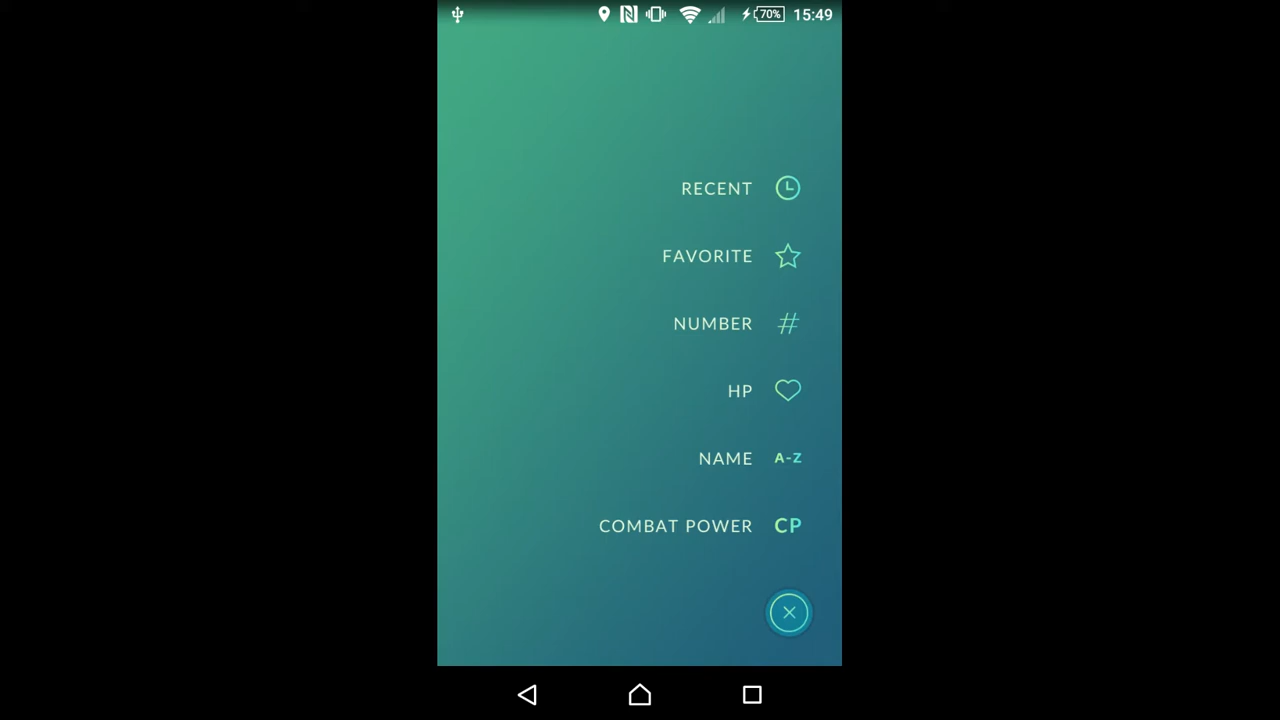 70% 15:49
RECENT
FAVORITE
NUMBER #
HP
NAME A-Z
COMBAT POWER CP